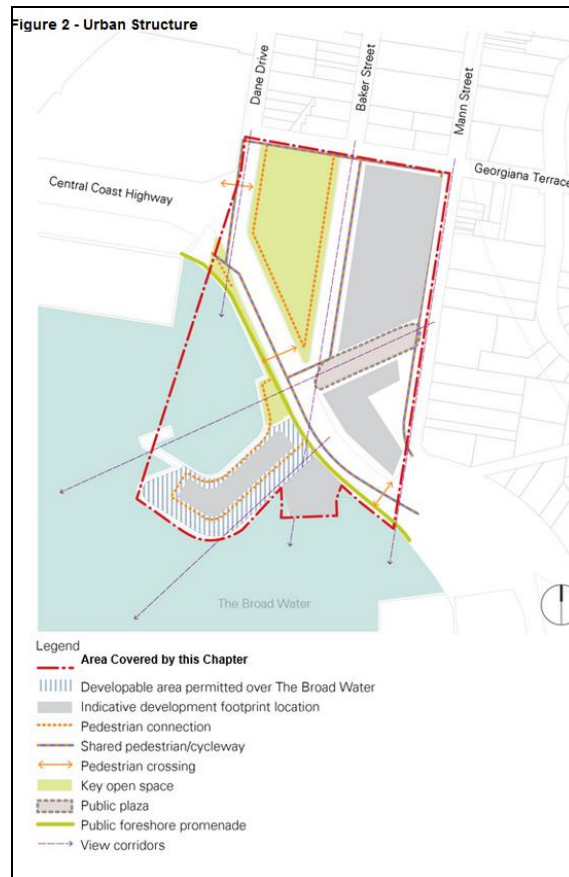 Figure 2 - Urban Structure
Dane Drive
Baker Street
Mann Street
Georgiana Terrace
Central Coast Highway
The Broad Water
Legend
Area Covered by this Chapter
Developable area permitted over The Broad Water
Indicative development footprint location
Pedestrian connection
Shared pedestrian/cycleway
Pedestrian crossing
Key open space
Public plaza
Public foreshore promenade
View corridors